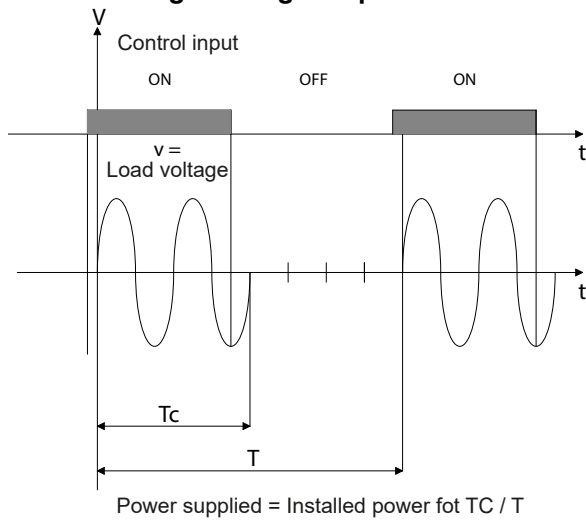 V
Control input
ON OFF ON
t
v =
Load voltage
t
Tc
T
Power supplied = Installed power fot TC / T